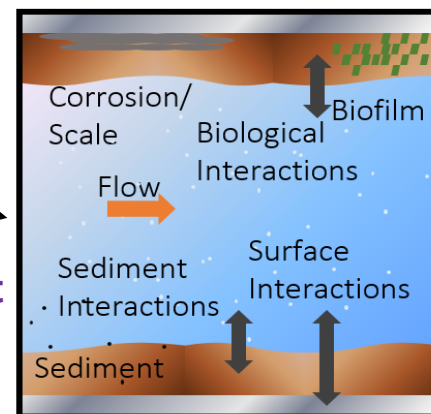 Corrosion/
Scale
Biofilm
Biological
Interactions
Flow
Surface
Interactions
Sediment
Interactions
Sediment